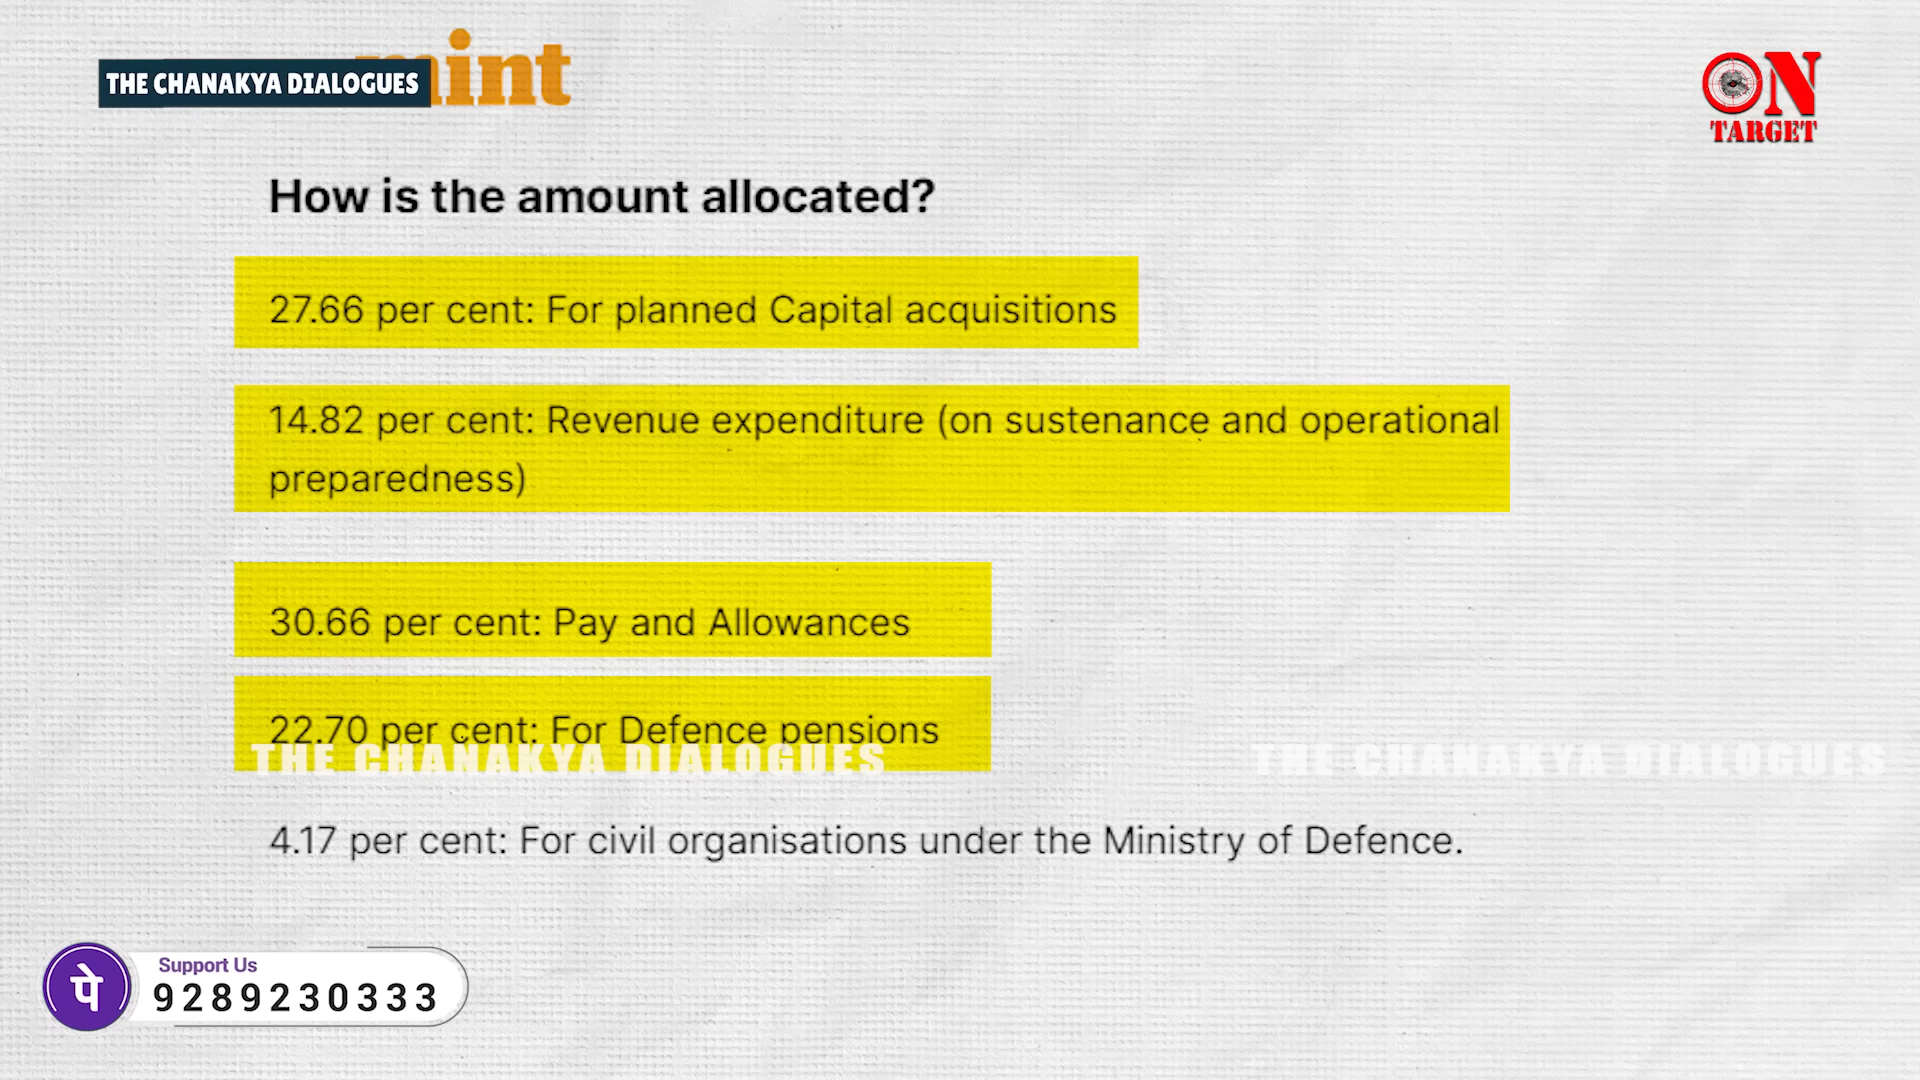 THE CHANAKYA DIALOGUES
mint
ON
TARGET
How is the amount allocated?
27.66 per cent: For planned Capital acquisitions
14.82 per cent: Revenue expenditure (on sustenance and operational
preparedness)
30.66 per cent: Pay and Allowances
22.70 per cent: For Defence pensions
THE CHANAKYA DIALOGUES
THE CHANAKYA DIALOGUES
4.17 per cent: For civil organisations under the Ministry of Defence.
पे
Support Us
9289230333